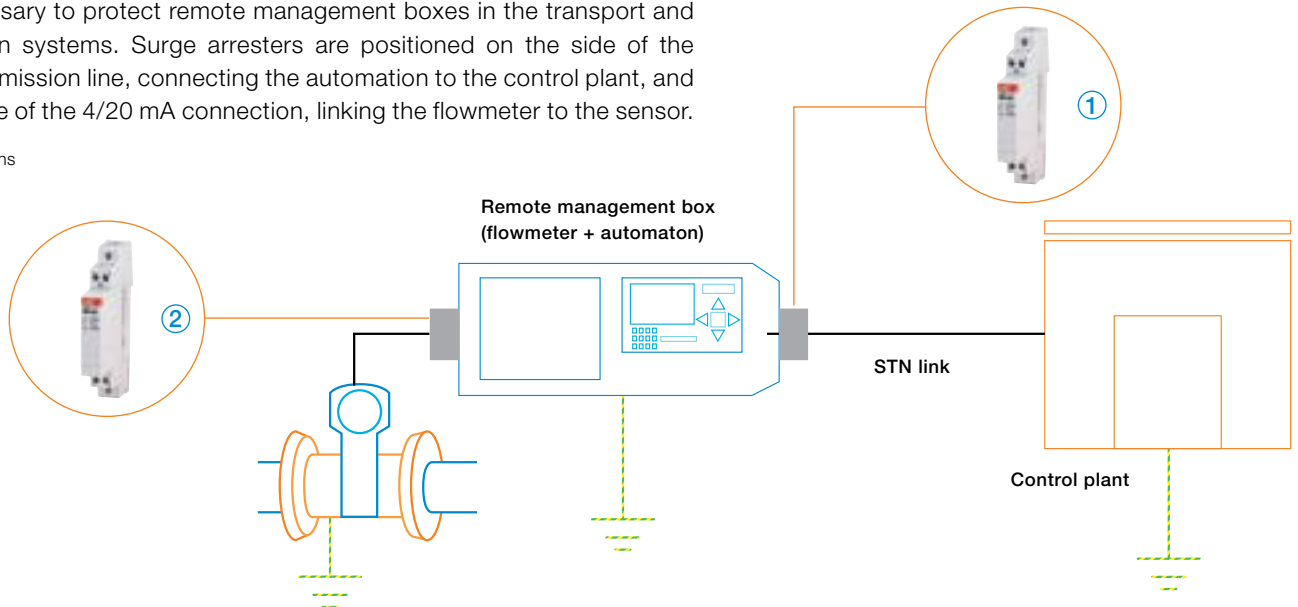 sary to protect remote management boxes in the transport and
n systems. Surge arresters are positioned on the side of the
mission line, connecting the automation to the control plant, and
e of the 4/20 mA connection, linking the flowmeter to the sensor.
ns
1
Remote management box
(flowmeter + automaton)
2
STN link
Control plant